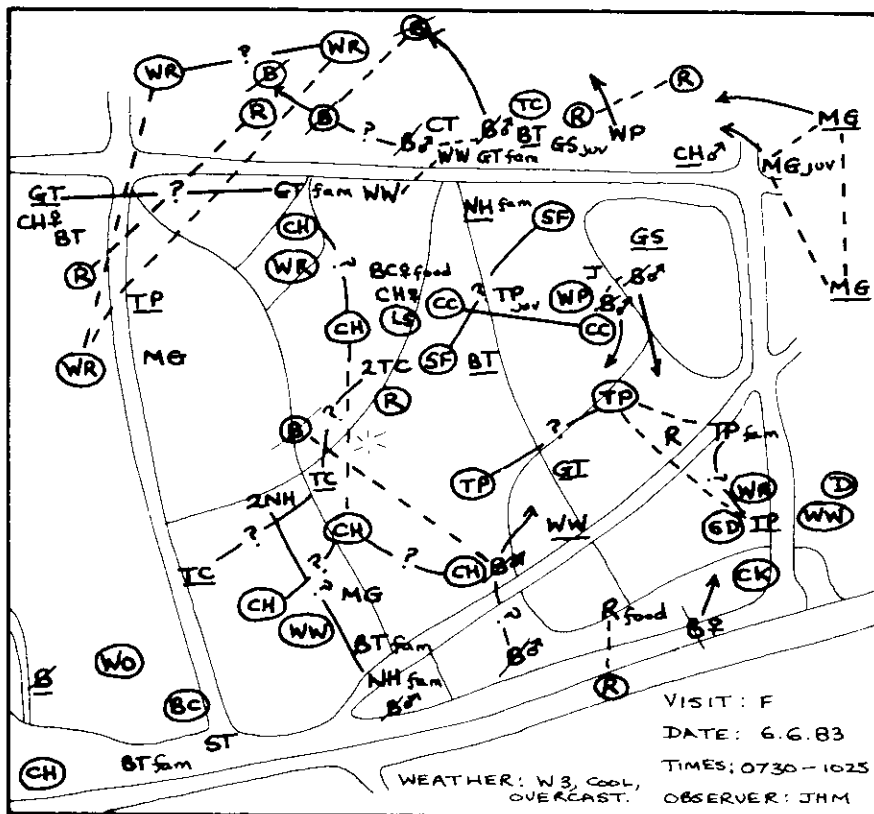 B
WR ? WR
B
R B ? B♂ CT B♂ TC BT GS juv R WP R
WW GT fam CH♂ MG juv MG
GT ? GT fam WW
CH♀ BT
CH NH fam SF GS
R WR ? BC♀ food J B♂
TP CH♀ LS CC ? TP juv WP B♂ CC MG
WR MG CH 2TC SF BT
R TP
B ? ? R TP fam
TC TP GT ?
2NH WR D
WW GD TP WW
TC ? CH ? CH B♂ CK
CH ? ? MG
WW ? R food B♀
WO BT fam B♂
B NH fam R
BC B♂
ST
CH BT fam
VISIT: F
DATE: 6.6.83
TIMES; 0730-1025
WEATHER: W3, COOL,
OVERCAST. OBSERVER: JHM